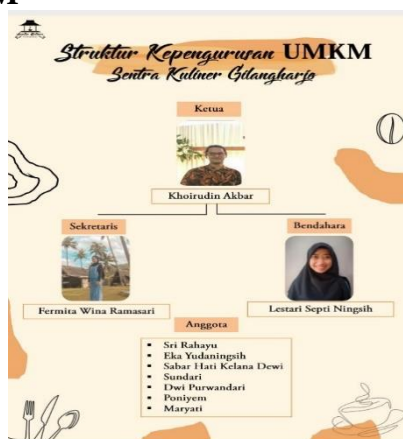 M
Struktur Kepengurusan UMKM
Sentra Kuliner Gilangharjo
Ketua
Khoirudin Akbar
Sekretaris
Bendahara
Fermita Wina Ramasari
Lestari Septi Ningsih
Anggota
▪ Sri Rahayu
▪ Eka Yudaningsih
▪ Sabar Hati Kelana Dewi
▪ Sundari
▪ Dwi Purwandari
▪ Poniyem
▪ Maryati